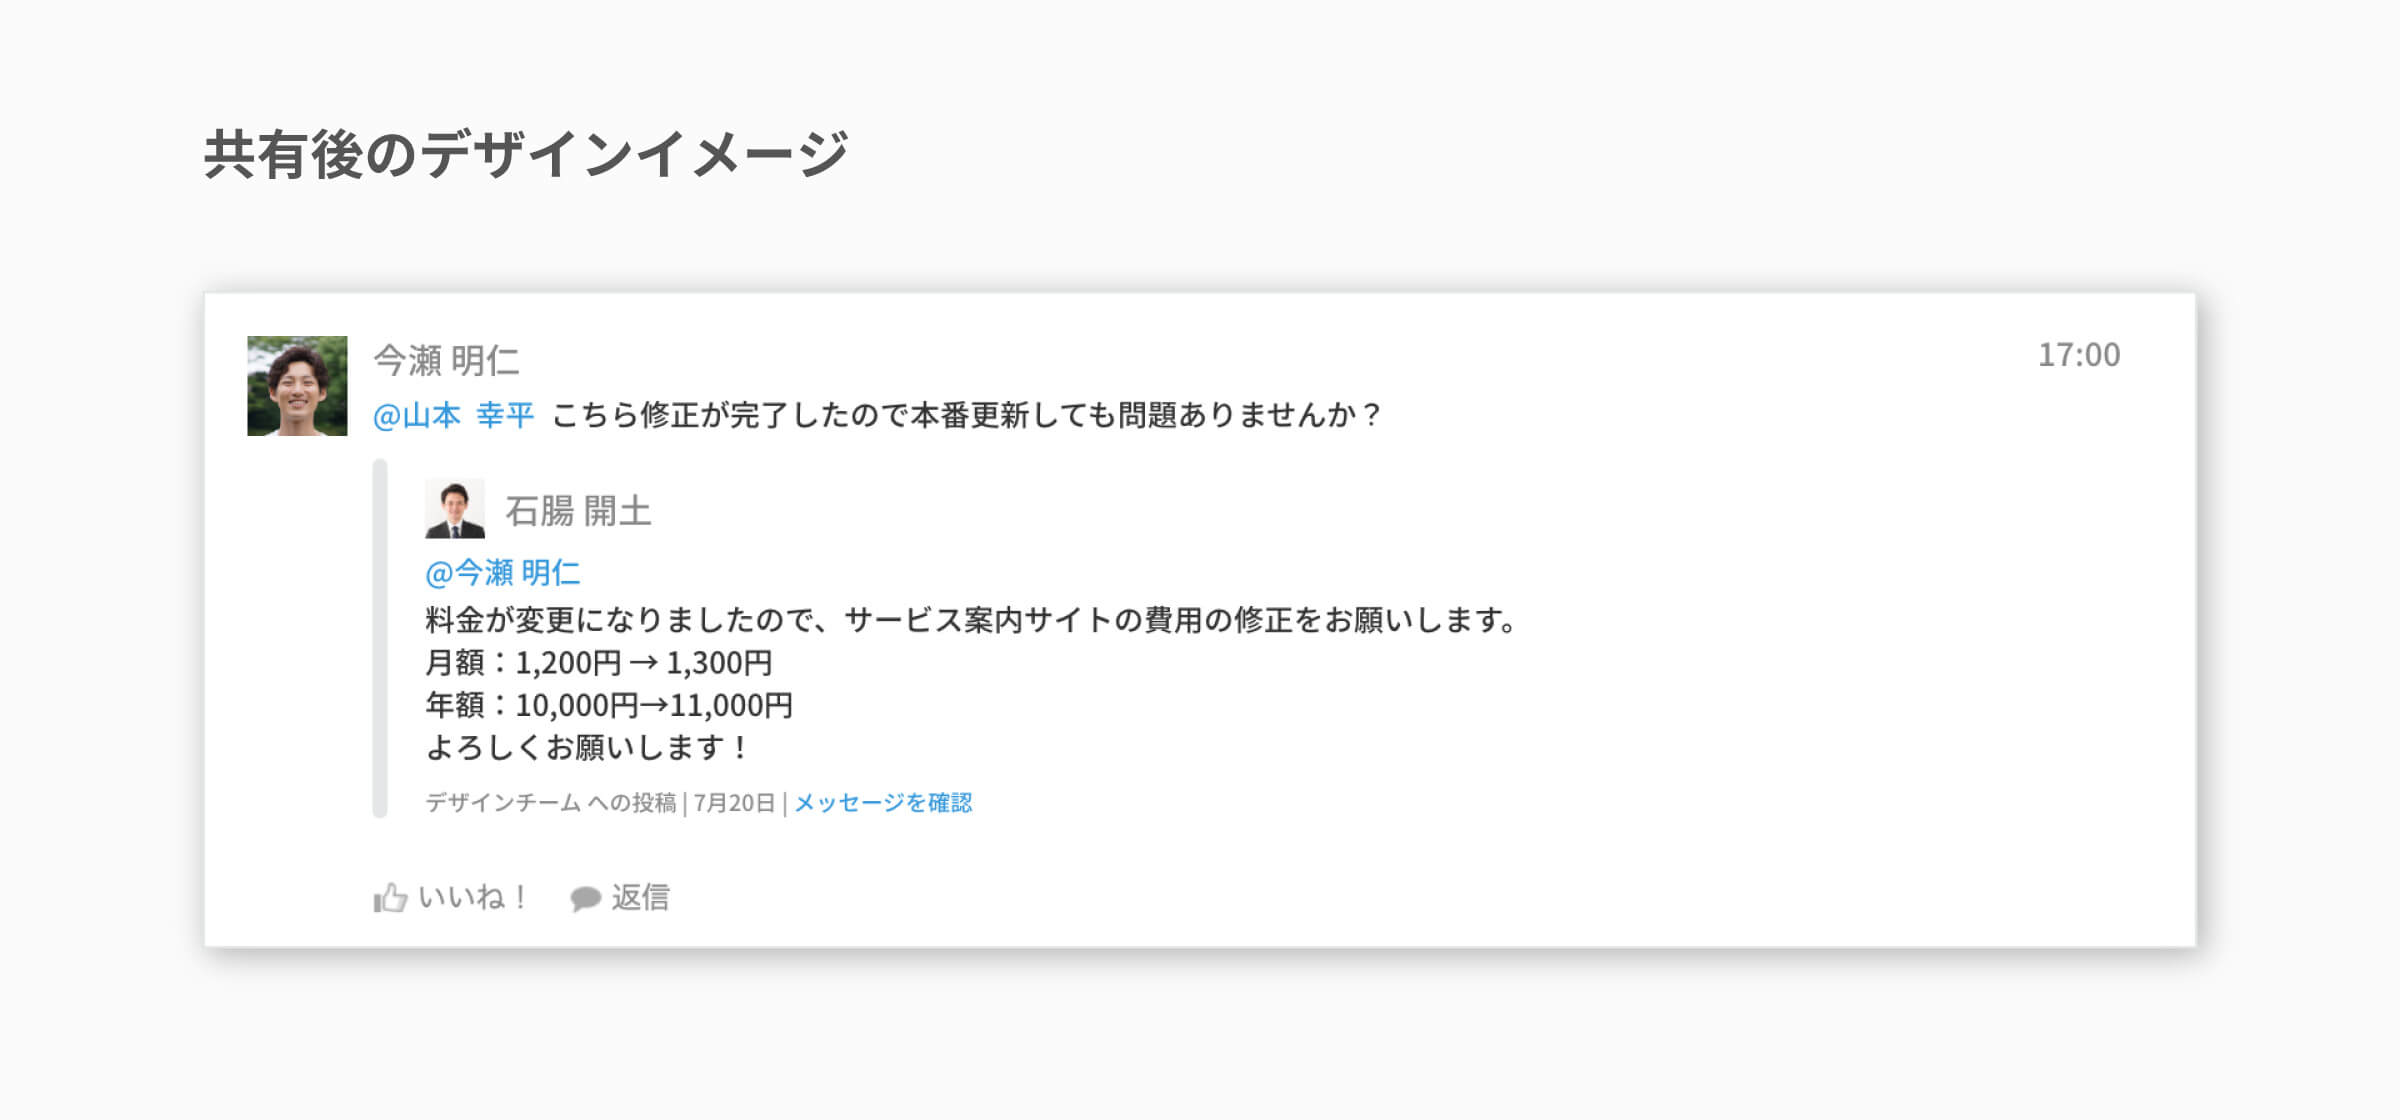 共有後のデザインイメージ
今瀬 明仁
17:00
@山本 幸平 こちら修正が完了したので本番更新しても問題ありませんか？
石腸 開土
@今瀬 明仁
料金が変更になりましたので、サービス案内サイトの費用の修正をお願いします。
月額：1,200円 → 1,300円
年額：10,000円→11,000円
よろしくお願いします！
デザインチーム への投稿 | 7月20日 | メッセージを確認
いいね！ 返信